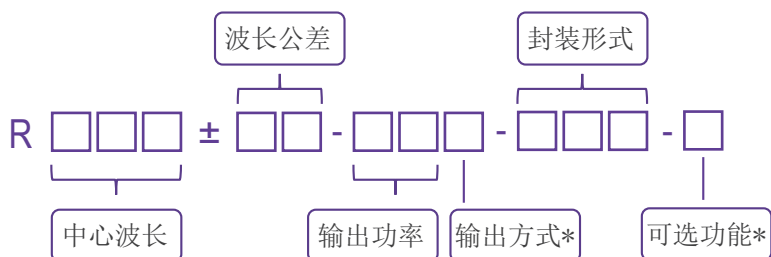 波长公差 封装形式
R □□□ ± □□ - □□□ - □□□ - □
中心波长 输出功率 输出方式* 可选功能*